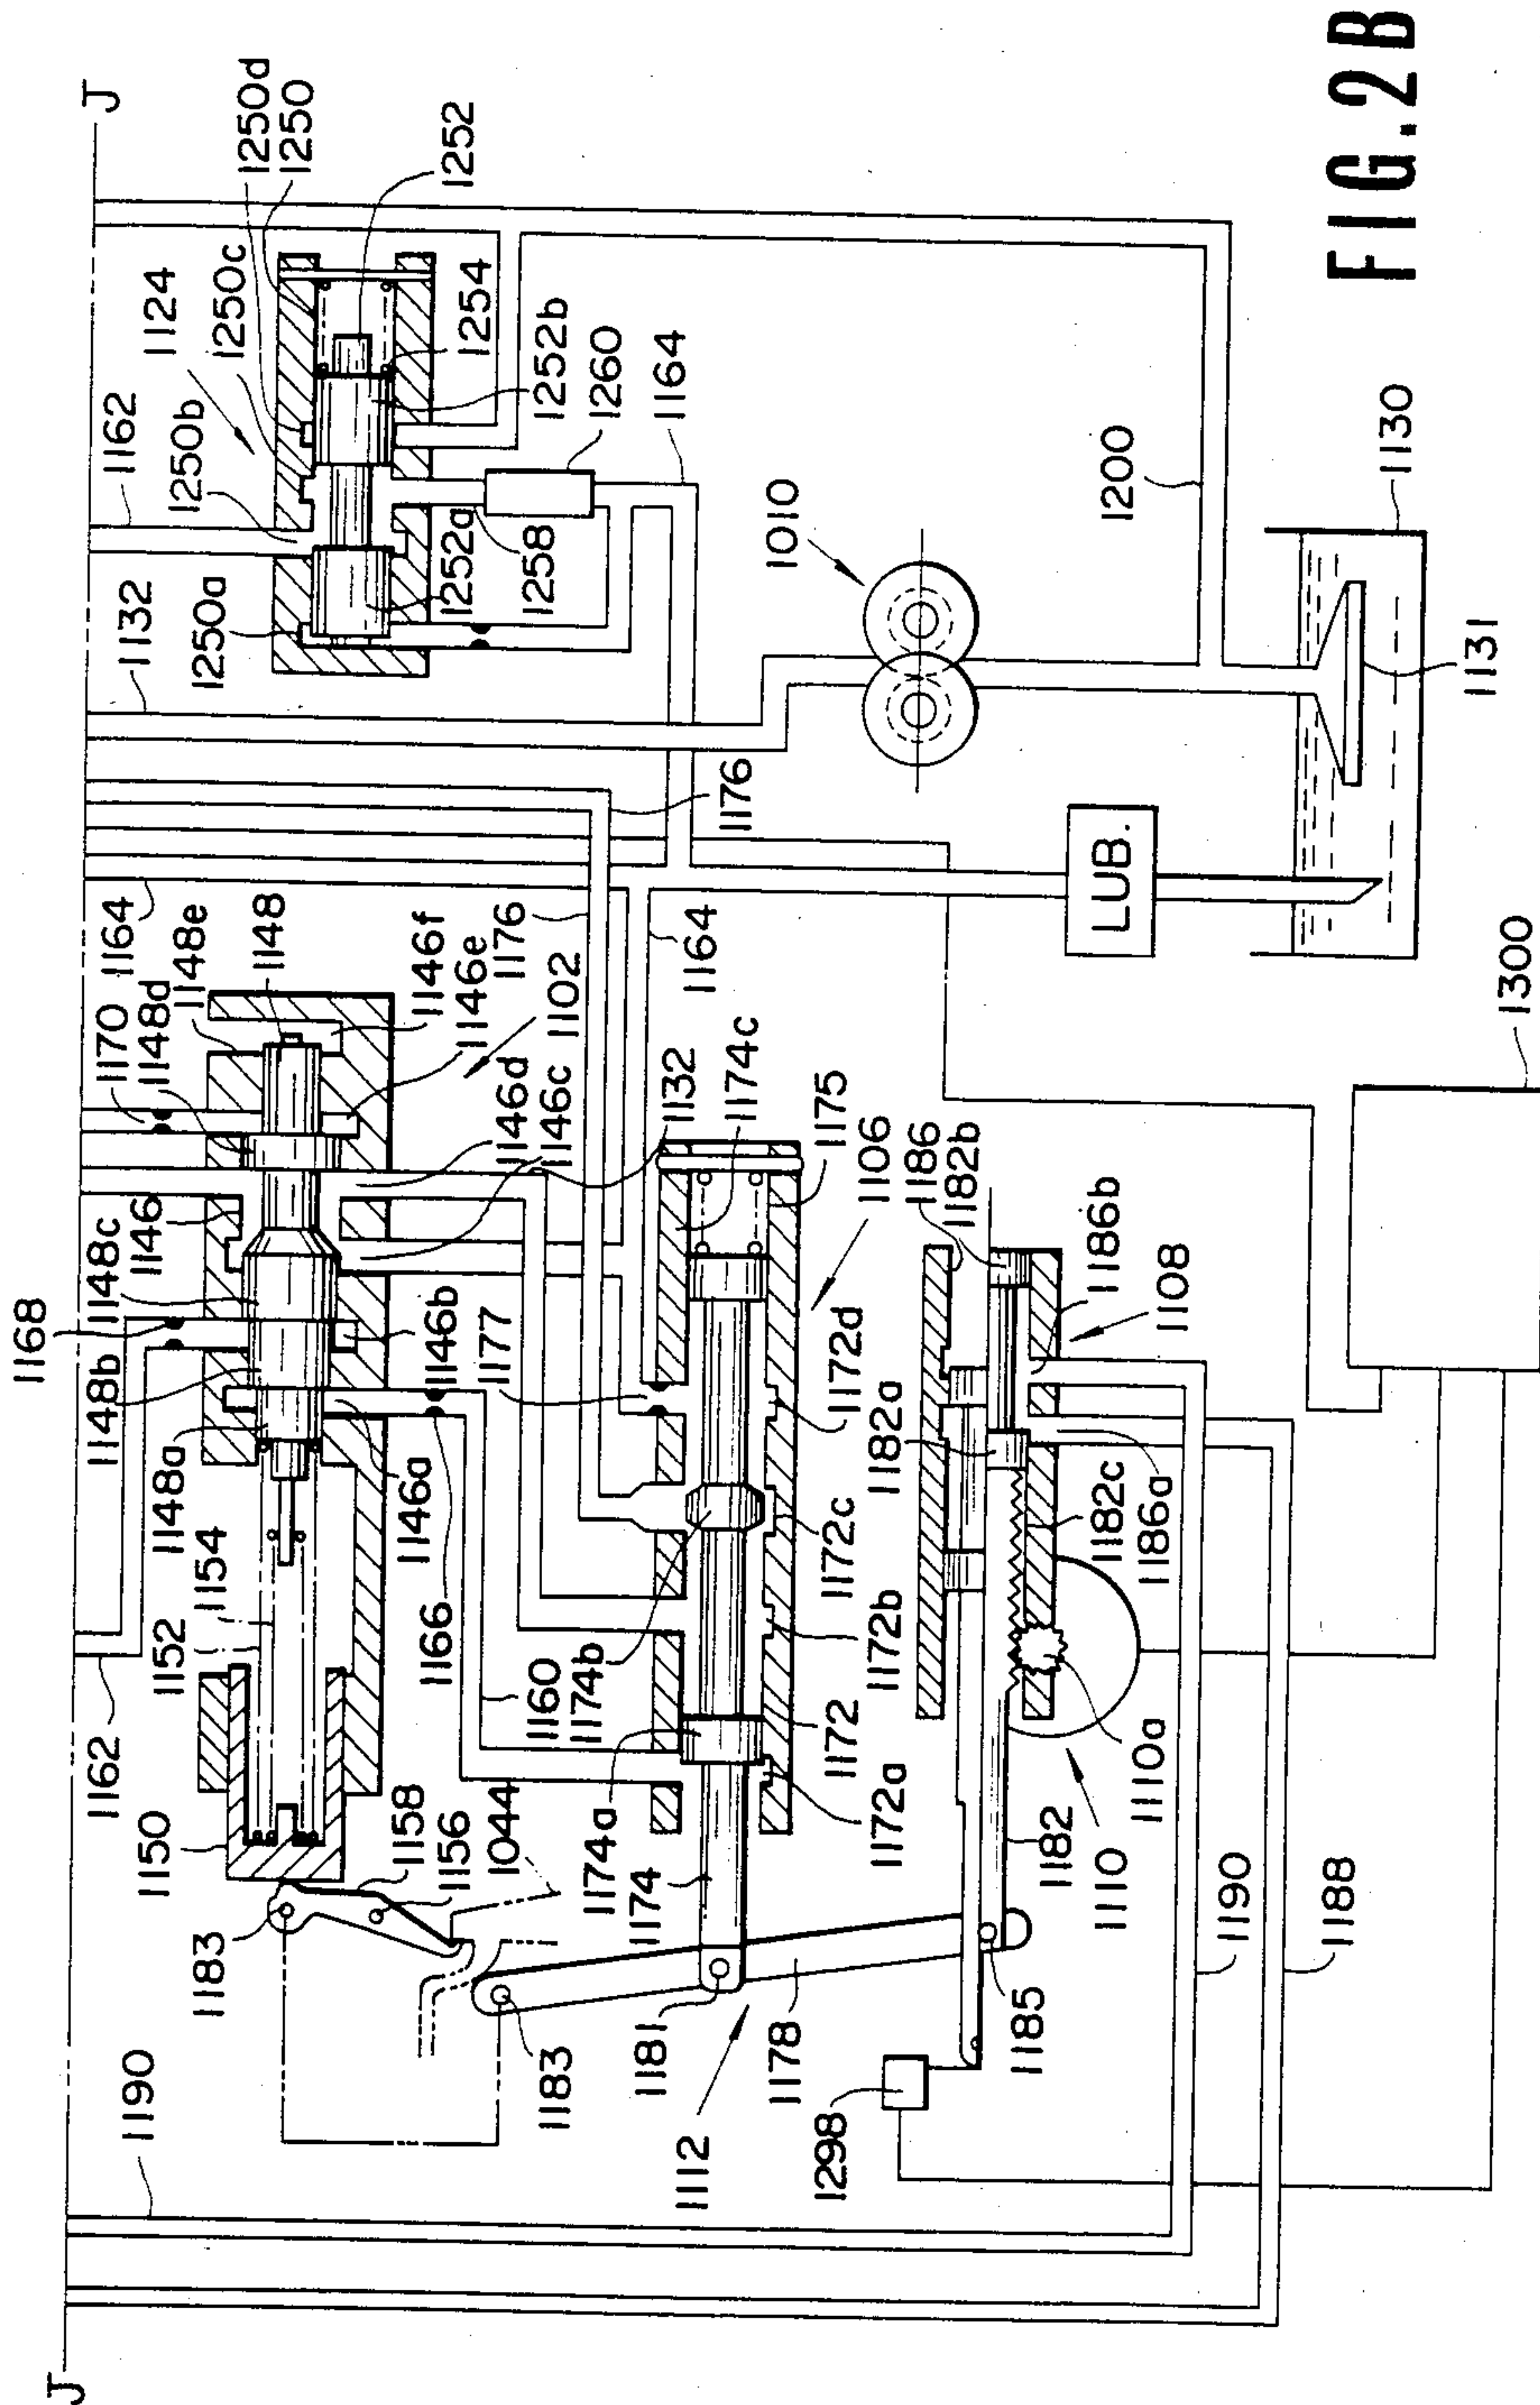 J
1190
1162
1168
1170
1164
1132
1162
1124
J
1250d
1250
1250c
1250b
1250a
1252
1254
1252b
1260
1252a
1258
1164
1148d
1148e
1148
1146f
1146e
1176
1102
1146d
1146c
1132
1146
1148c
1148b
1148a
1154
1152
1150
1158
1156
1044
1183
1146b
1177
1146a
1166
1160
1174b
1174a
1174
1183
1181
1112
1178
1185
1298
1176
1164
1174c
1175
1106
1172d
1172c
1172b
1172
1172a
1186
1182b
1186b
1108
1182a
1182c
1186a
1110a
1110
1182
1190
1188
1010
1200
1130
1131
LUB.
1300
FIG.2B